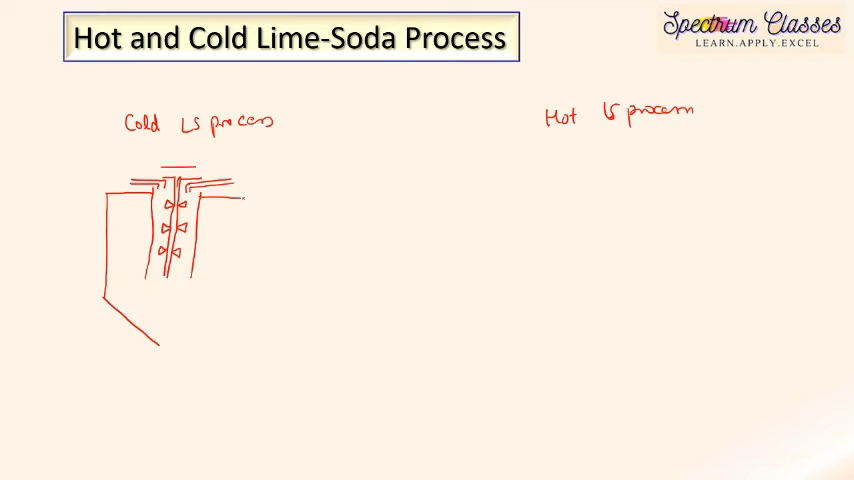 Hot and Cold Lime-Soda Process
Spectrum Classes
LEARN.APPLY.EXCEL
Cold LS process
Hot LS process